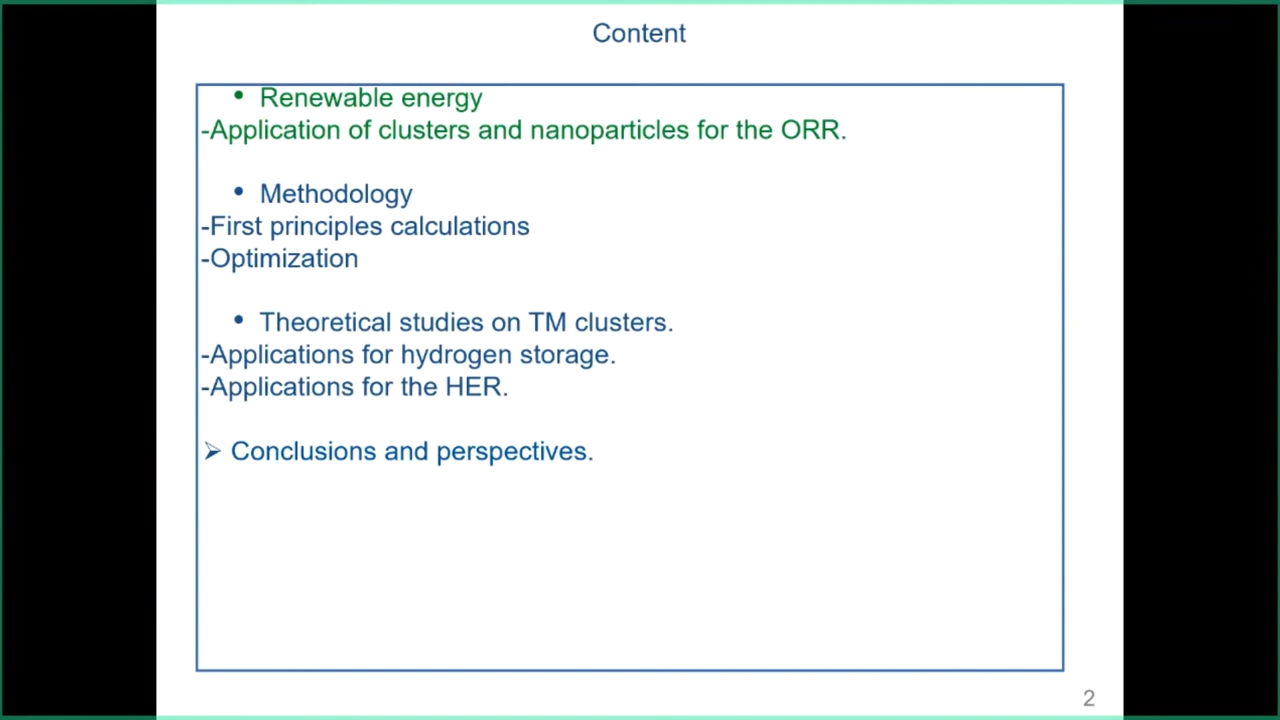 Content
• Renewable energy
-Application of clusters and nanoparticles for the ORR.
• Methodology
-First principles calculations
-Optimization
• Theoretical studies on TM clusters.
-Applications for hydrogen storage.
-Applications for the HER.
➢ Conclusions and perspectives.
2